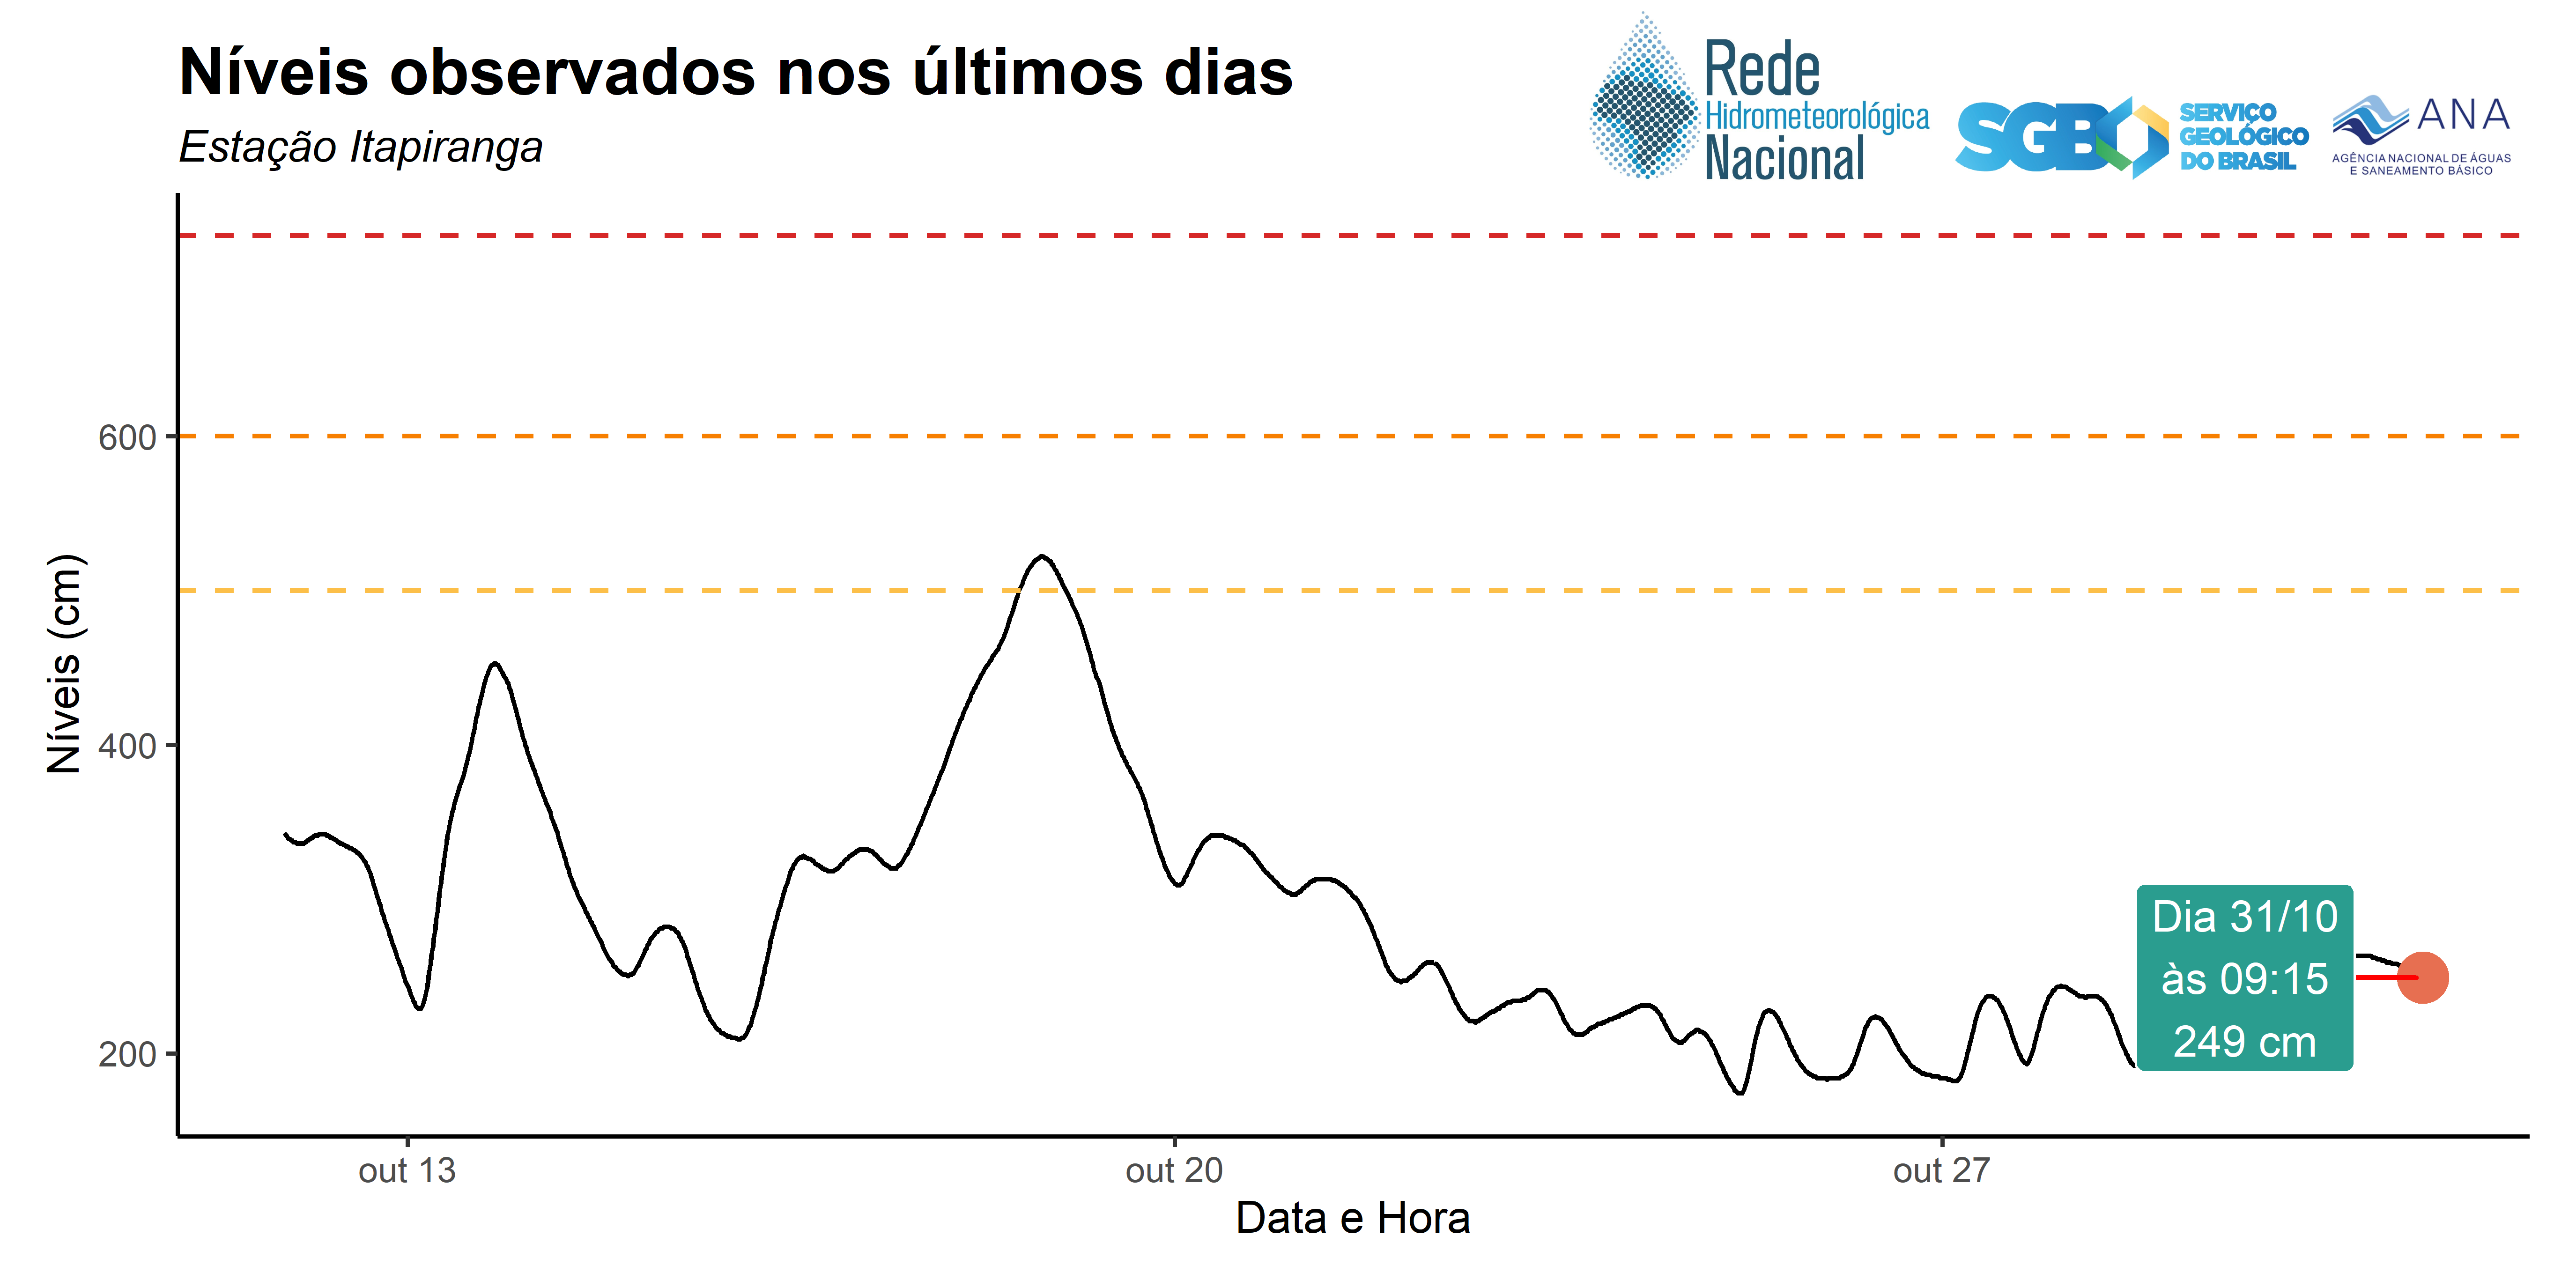 Níveis observados nos últimos dias
Estação Itapiranga
Rede
Hidrometeorológica
Nacional
SGB
SERVIÇO
GEOLÓGICO
DO BRASIL
ANA
AGÊNCIA NACIONAL DE ÁGUAS
E SANEAMENTO BÁSICO
Níveis (cm)
600
400
200
Dia 31/10
às 09:15
249 cm
out 13
out 20
out 27
Data e Hora